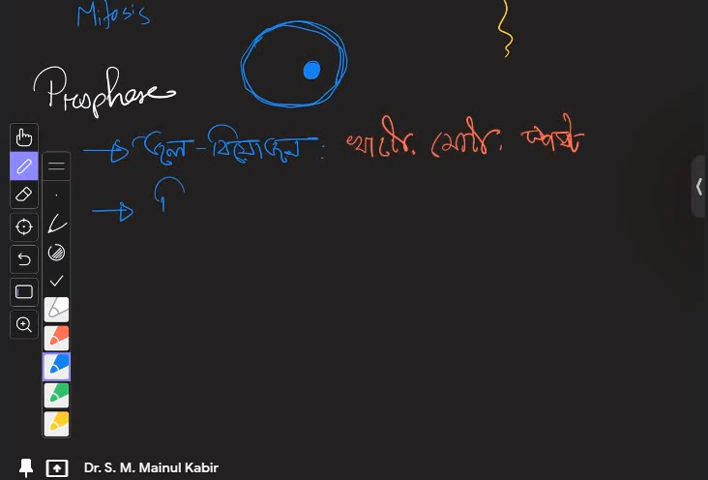 Mitosis
Prophase
→ জল-বিয়োজন : খাটো, মোটা, স্পষ্ট
→ ি
Dr. S. M. Mainul Kabir